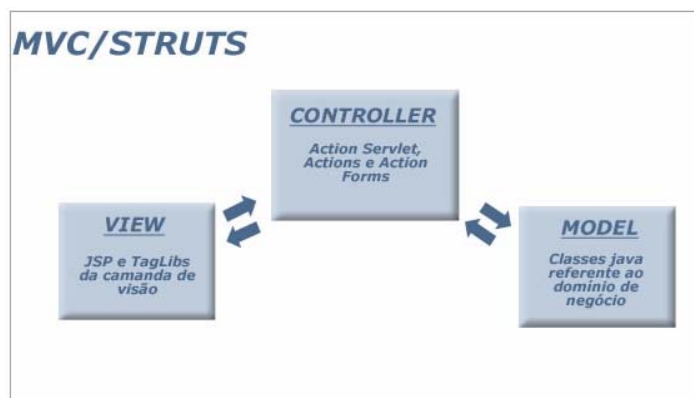 MVC/STRUTS
CONTROLLER
Action Servlet,
Actions e Action
Forms
VIEW
JSP e TagLibs
da camanda de
visão
MODEL
Classes java
referente ao
domínio de
negócio